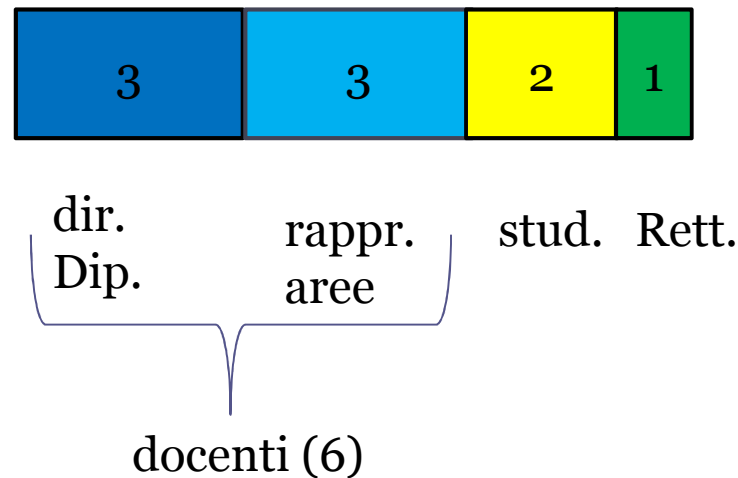 3 3 2 1
dir. Dip.
rappr. aree
stud.
Rett.
docenti (6)